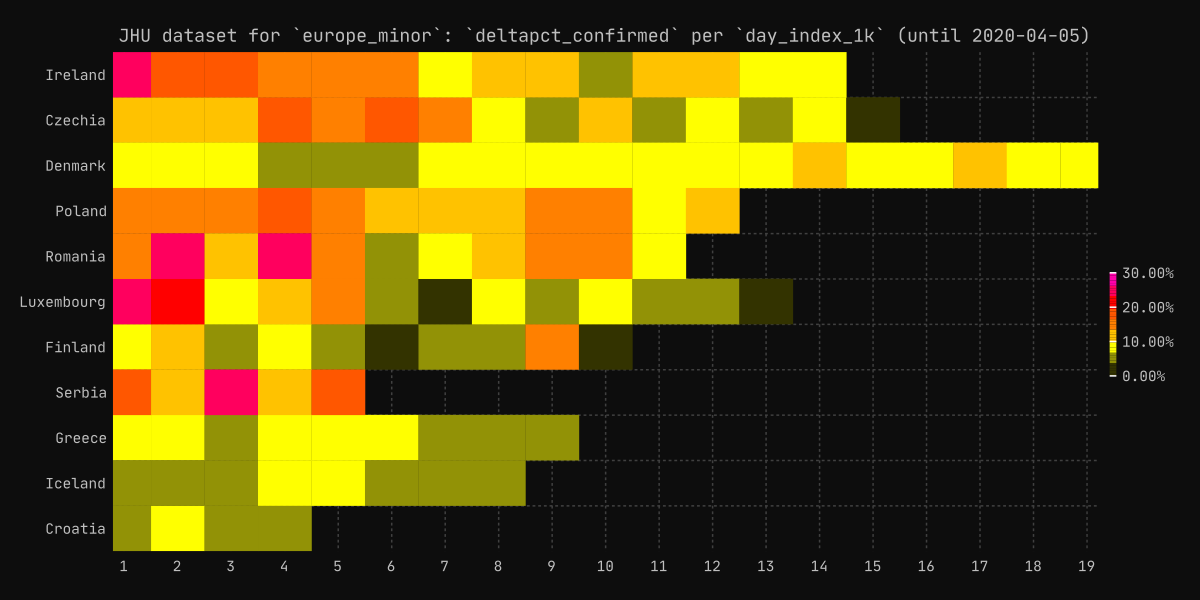 JHU dataset for `europe_minor`: `deltapct_confirmed` per `day_index_1k` (until 2020-04-05)
Ireland
Czechia
Denmark
Poland
Romania
Luxembourg
Finland
Serbia
Greece
Iceland
Croatia
30.00%
20.00%
10.00%
0.00%
1 2 3 4 5 6 7 8 9 10 11 12 13 14 15 16 17 18 19